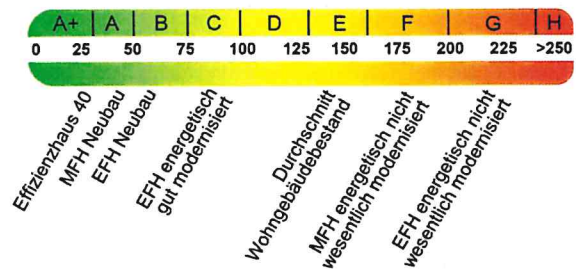 A+ A B C D E F G H
0 25 50 75 100 125 150 175 200 225 >250
Effizienzhaus 40
MFH Neubau
EFH Neubau
EFH energetisch
gut modernisiert
Durchschnitt
Wohngebäudebestand
MFH energetisch nicht
wesentlich modernisiert
EFH energetisch nicht
wesentlich modernisiert